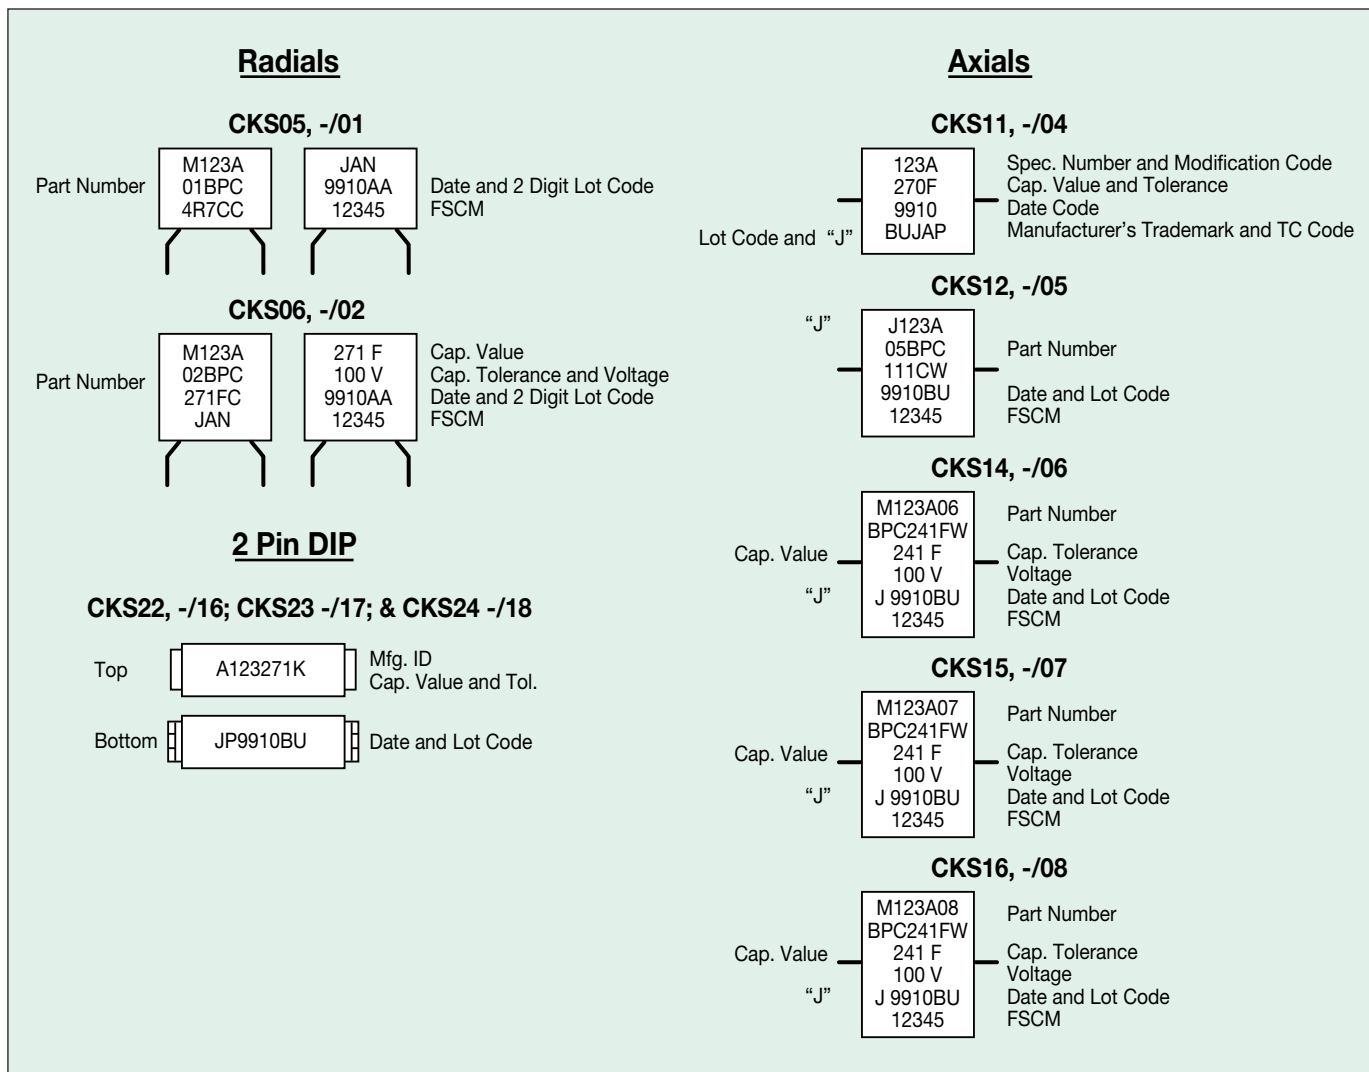 Radials
CKS05, -/01
Part Number
M123A
01BPC
4R7CC
JAN
9910AA
12345
Date and 2 Digit Lot Code
FSCM
CKS06, -/02
Part Number
M123A
02BPC
271FC
JAN
271 F
100 V
9910AA
12345
Cap. Value
Cap. Tolerance and Voltage
Date and 2 Digit Lot Code
FSCM
2 Pin DIP
CKS22, -/16; CKS23 -/17; & CKS24 -/18
Top
A123271K
Mfg. ID
Cap. Value and Tol.
Bottom
JP9910BU
Date and Lot Code
Axials
CKS11, -/04
Lot Code and “J”
123A
270F
9910
BUJAP
Spec. Number and Modification Code
Cap. Value and Tolerance
Date Code
Manufacturer’s Trademark and TC Code
CKS12, -/05
“J”
J123A
05BPC
111CW
9910BU
12345
Part Number
Date and Lot Code
FSCM
CKS14, -/06
Cap. Value
“J”
M123A06
BPC241FW
241 F
100 V
J 9910BU
12345
Part Number
Cap. Tolerance
Voltage
Date and Lot Code
FSCM
CKS15, -/07
Cap. Value
“J”
M123A07
BPC241FW
241 F
100 V
J 9910BU
12345
Part Number
Cap. Tolerance
Voltage
Date and Lot Code
FSCM
CKS16, -/08
Cap. Value
“J”
M123A08
BPC241FW
241 F
100 V
J 9910BU
12345
Part Number
Cap. Tolerance
Voltage
Date and Lot Code
FSCM